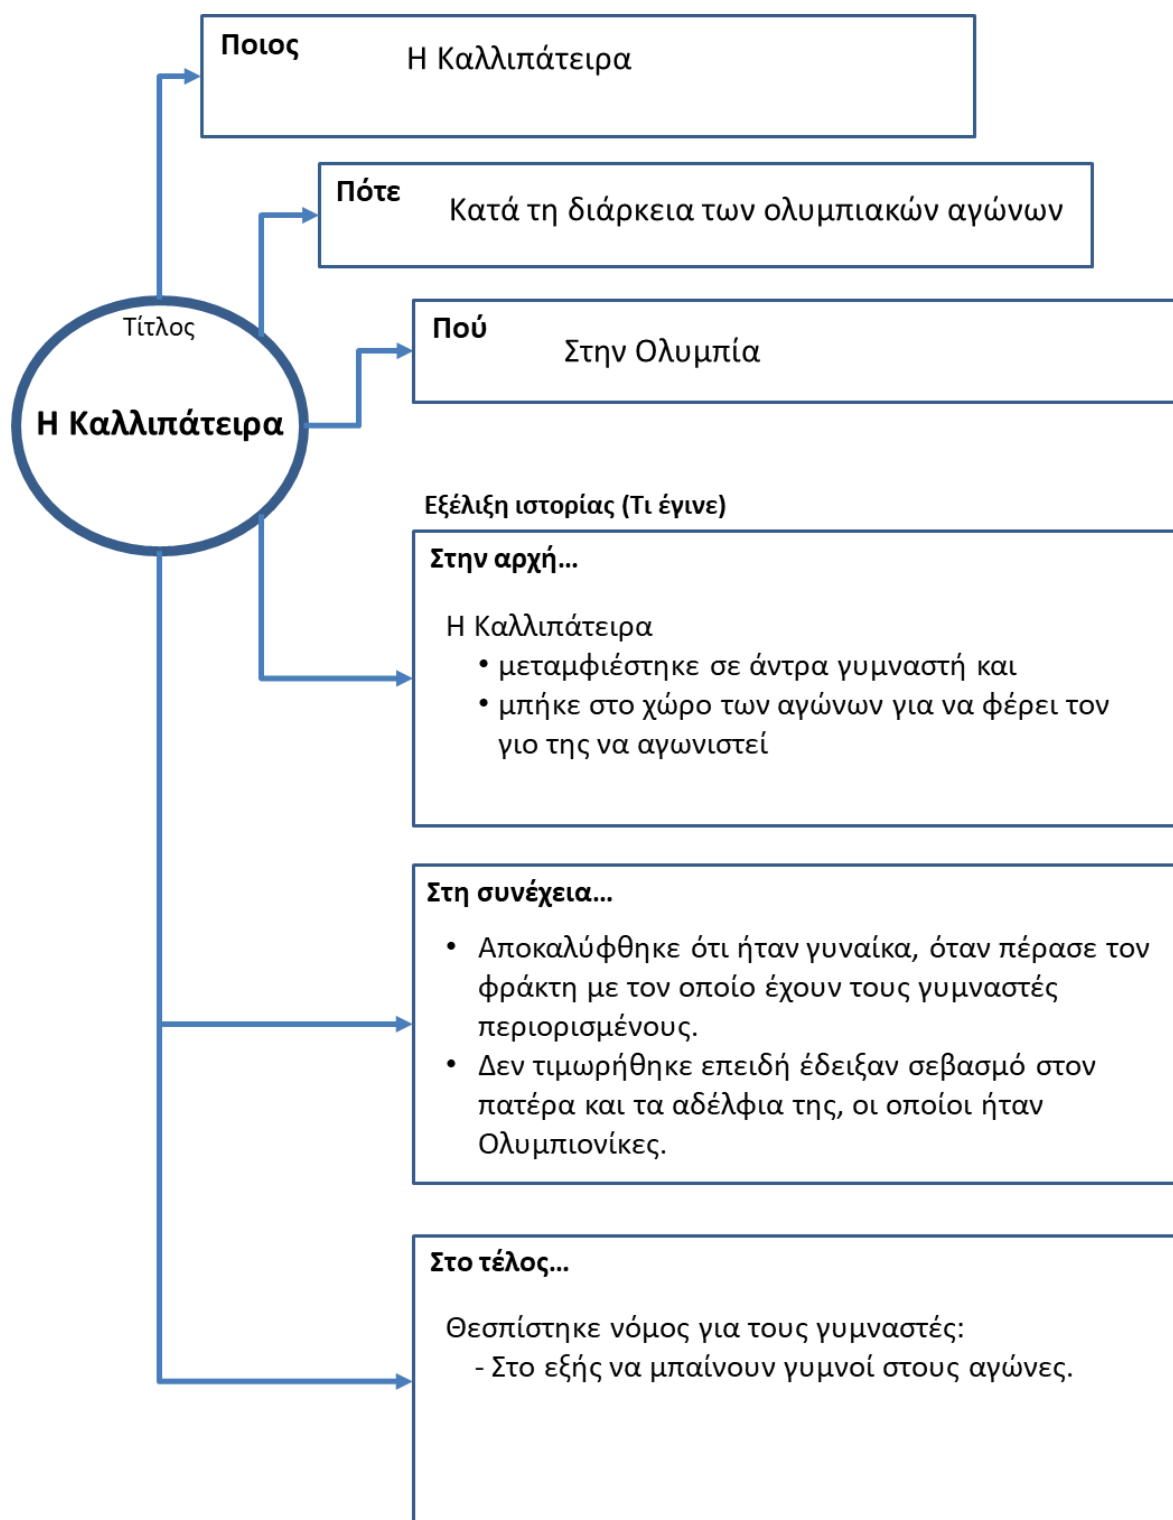 Ποιος
Η Καλλιπάτειρα
Πότε
Κατά τη διάρκεια των ολυμπιακών αγώνων
Τίτλος
Η Καλλιπάτειρα
Πού
Στην Ολυμπία
Εξέλιξη ιστορίας (Τι έγινε)
Στην αρχή...
Η Καλλιπάτειρα
• μεταμφιέστηκε σε άντρα γυμναστή και
• μπήκε στο χώρο των αγώνων για να φέρει τον
γιο της να αγωνιστεί
Στη συνέχεια...
• Αποκαλύφθηκε ότι ήταν γυναίκα, όταν πέρασε τον
φράκτη με τον οποίο έχουν τους γυμναστές
περιορισμένους.
• Δεν τιμωρήθηκε επειδή έδειξαν σεβασμό στον
πατέρα και τα αδέλφια της, οι οποίοι ήταν
Ολυμπιονίκες.
Στο τέλος...
Θεσπίστηκε νόμος για τους γυμναστές:
- Στο εξής να μπαίνουν γυμνοί στους αγώνες.